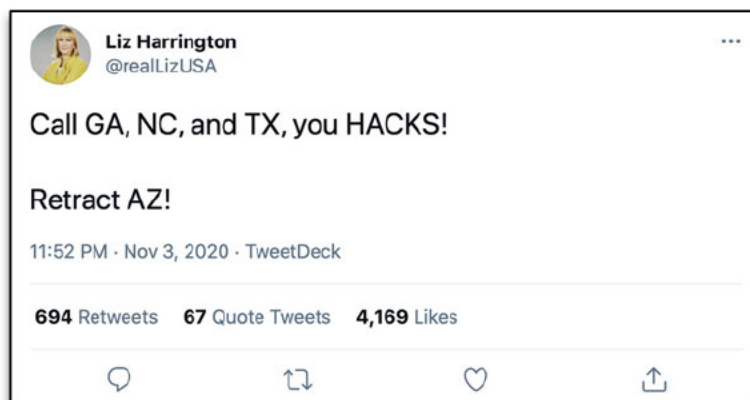 Liz Harrington
@realLizUSA
Call GA, NC, and TX, you HACKS!
Retract AZ!
11:52 PM · Nov 3, 2020 · TweetDeck
694 Retweets 67 Quote Tweets 4,169 Likes